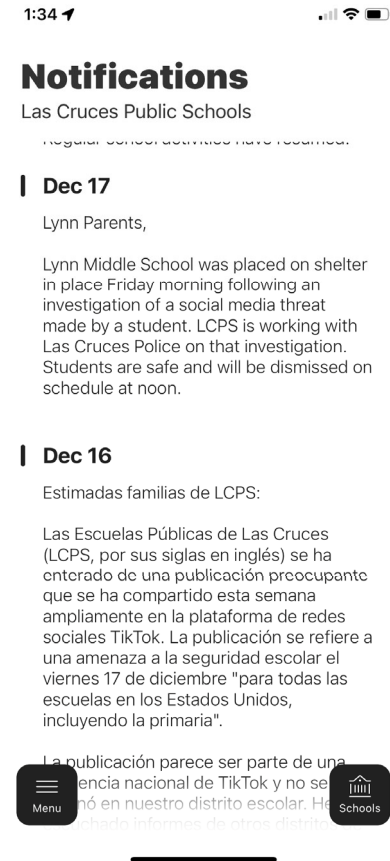 1:34
Notifications
Las Cruces Public Schools
Regular school activities have resumed.
Dec 17
Lynn Parents,
Lynn Middle School was placed on shelter
in place Friday morning following an
investigation of a social media threat
made by a student. LCPS is working with
Las Cruces Police on that investigation.
Students are safe and will be dismissed on
schedule at noon.
Dec 16
Estimadas familias de LCPS:
Las Escuelas Públicas de Las Cruces
(LCPS, por sus siglas en inglés) se ha
enterado de una publicación preocupante
que se ha compartido esta semana
ampliamente en la plataforma de redes
sociales TikTok. La publicación se refiere a
una amenaza a la seguridad escolar el
viernes 17 de diciembre "para todas las
escuelas en los Estados Unidos,
incluyendo la primaria".
La publicación parece ser parte de una
nacional de TikTok y no se
en nuestro distrito escolar.
informes de otros distritos
Menu
Schools